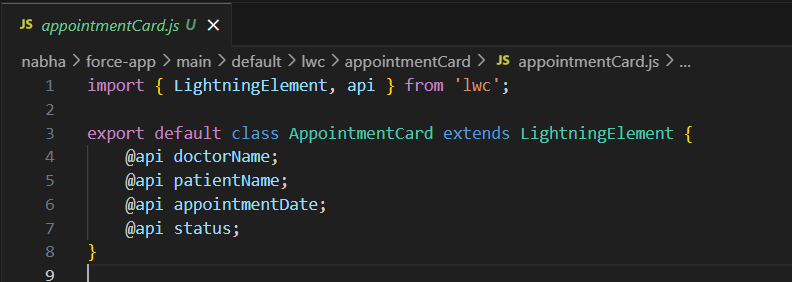 JS appointmentCard.js U ×
nabha > force-app > main > default > lwc > appointmentCard > JS appointmentCard.js > ...
1 import { LightningElement, api } from 'lwc';
2
3 export default class AppointmentCard extends LightningElement {
4     @api doctorName;
5     @api patientName;
6     @api appointmentDate;
7     @api status;
8 }
9